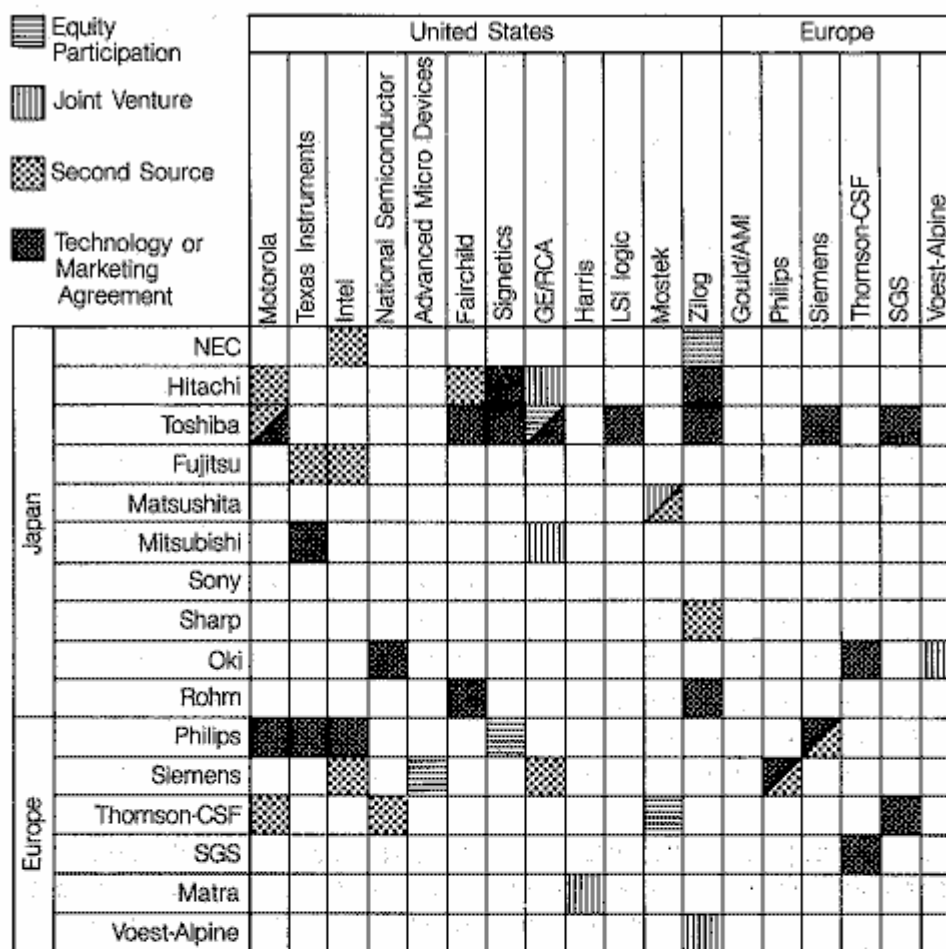 Equity
Participation
Joint Venture
Second Source
Technology or
Marketing
Agreement
United States
Europe
Motorola
Texas Instruments
Intel
National Semiconductor
Advanced Micro Devices
Fairchild
Signetics
GE/RCA
Harris
LSI logic
Mostek
Zilog
Gould/AMI
Philips
Siemens
Thomson-CSF
SGS
Voest-Alpine
Japan
NEC
Hitachi
Toshiba
Fujitsu
Matsushita
Mitsubishi
Sony
Sharp
Oki
Rohm
Europe
Philips
Siemens
Thomson-CSF
SGS
Matra
Voest-Alpine